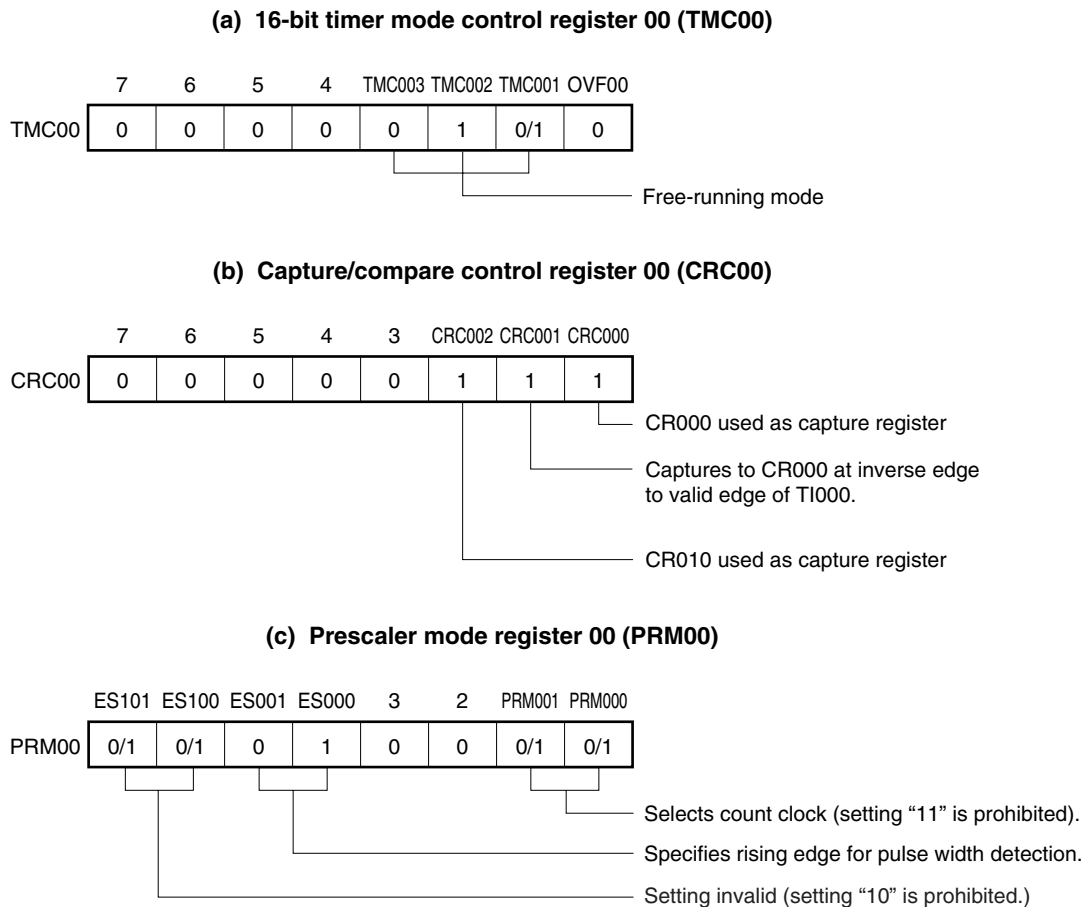 (a) 16-bit timer mode control register 00 (TMC00)
7 6 5 4 TMC003 TMC002 TMC001 OVF00
TMC00 0 0 0 0 0 1 0/1 0
Free-running mode
(b) Capture/compare control register 00 (CRC00)
7 6 5 4 3 CRC002 CRC001 CRC000
CRC00 0 0 0 0 0 1 1 1
CR000 used as capture register
Captures to CR000 at inverse edge
to valid edge of TI000.
CR010 used as capture register
(c) Prescaler mode register 00 (PRM00)
ES101 ES100 ES001 ES000 3 2 PRM001 PRM000
PRM00 0/1 0/1 0 1 0 0 0/1 0/1
Selects count clock (setting “11” is prohibited).
Specifies rising edge for pulse width detection.
Setting invalid (setting “10” is prohibited.)